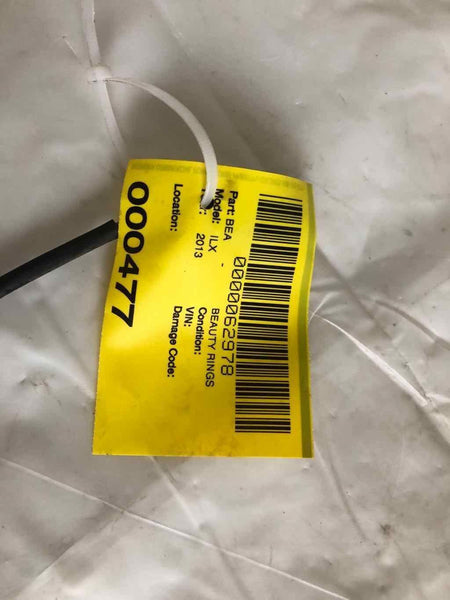 0000062978
Part: BEA - BEAUTY RINGS
Model: ILX Condition:
2013 VIN:
Location: Damage Code:
000477